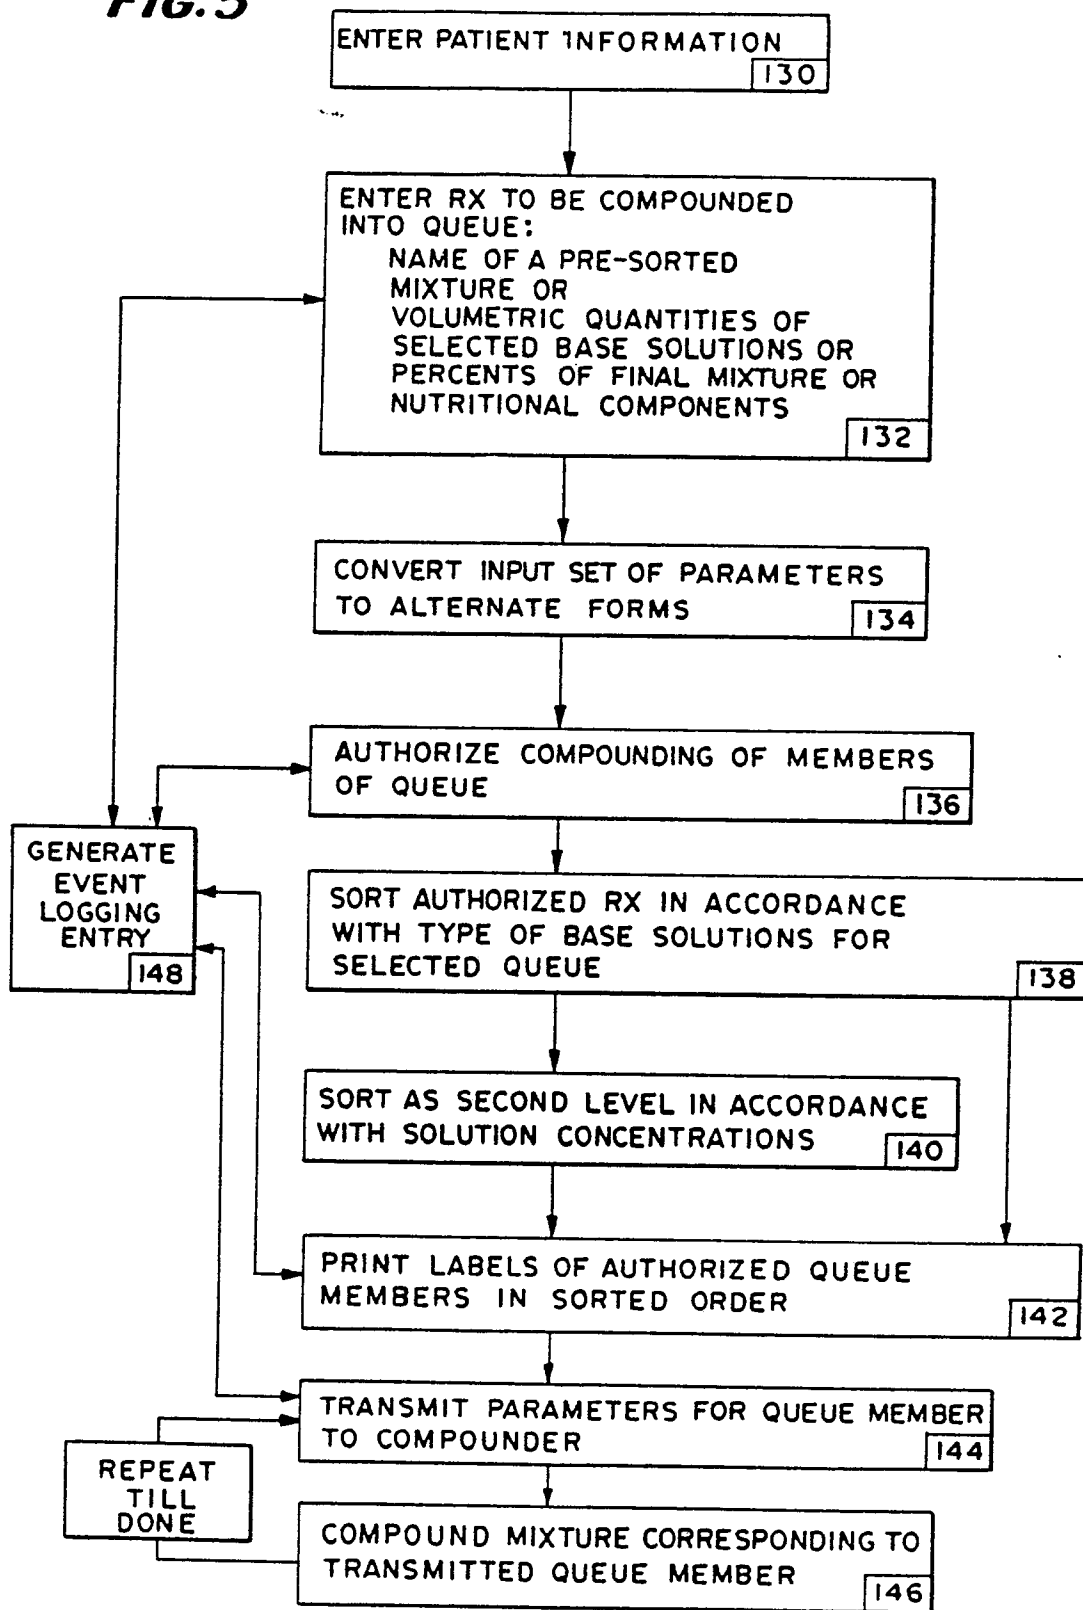 FIG. 5
ENTER PATIENT INFORMATION
130
ENTER RX TO BE COMPOUNDED
INTO QUEUE:
NAME OF A PRE-SORTED
MIXTURE OR
VOLUMETRIC QUANTITIES OF
SELECTED BASE SOLUTIONS OR
PERCENTS OF FINAL MIXTURE OR
NUTRITIONAL COMPONENTS
132
CONVERT INPUT SET OF PARAMETERS
TO ALTERNATE FORMS
134
AUTHORIZE COMPOUNDING OF MEMBERS
OF QUEUE
136
GENERATE
EVENT
LOGGING
ENTRY
148
SORT AUTHORIZED RX IN ACCORDANCE
WITH TYPE OF BASE SOLUTIONS FOR
SELECTED QUEUE
138
SORT AS SECOND LEVEL IN ACCORDANCE
WITH SOLUTION CONCENTRATIONS
140
PRINT LABELS OF AUTHORIZED QUEUE
MEMBERS IN SORTED ORDER
142
TRANSMIT PARAMETERS FOR QUEUE MEMBER
TO COMPOUNDER
144
REPEAT
TILL
DONE
COMPOUND MIXTURE CORRESPONDING TO
TRANSMITTED QUEUE MEMBER
146